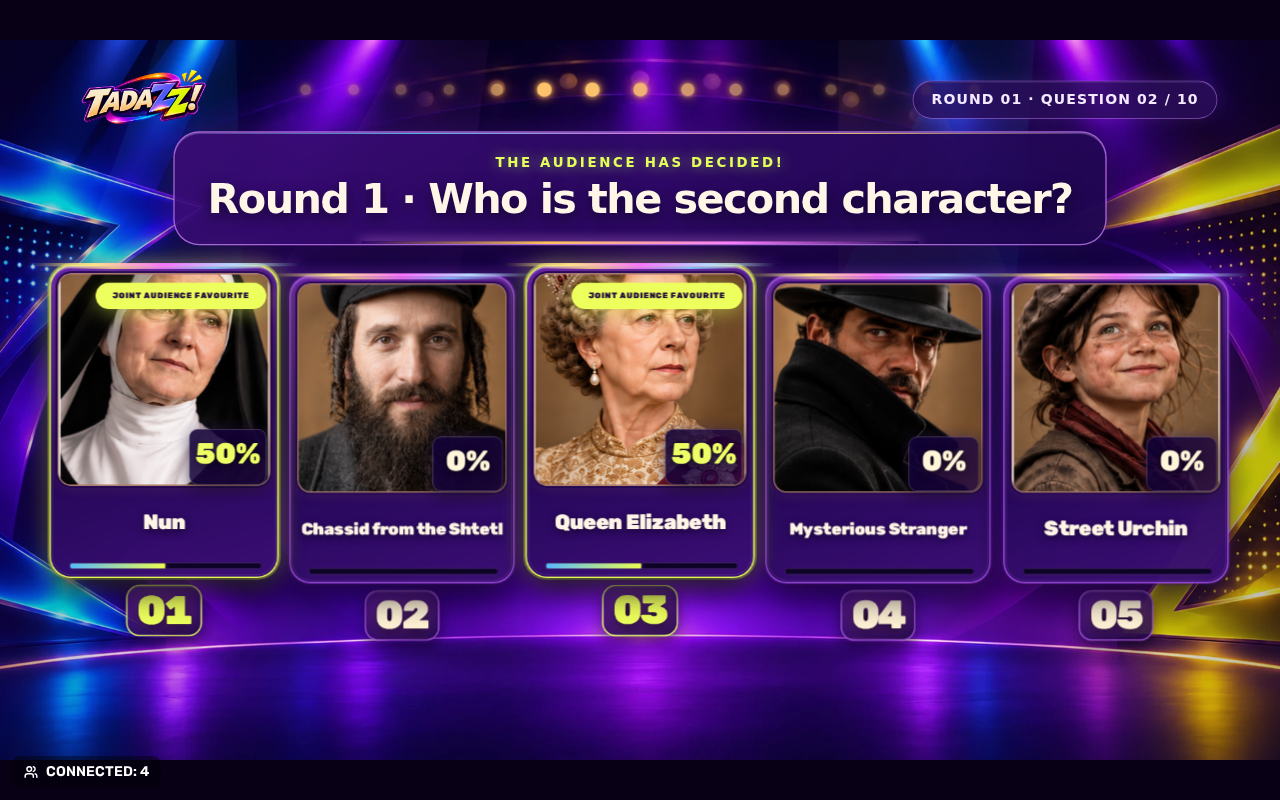 TADAZZ!
ROUND 01 · QUESTION 02 / 10
THE AUDIENCE HAS DECIDED!
Round 1 · Who is the second character?
JOINT AUDIENCE FAVOURITE
50%
Nun
01
0%
Chassid from the Shtetl
02
JOINT AUDIENCE FAVOURITE
50%
Queen Elizabeth
03
0%
Mysterious Stranger
04
0%
Street Urchin
05
CONNECTED: 4